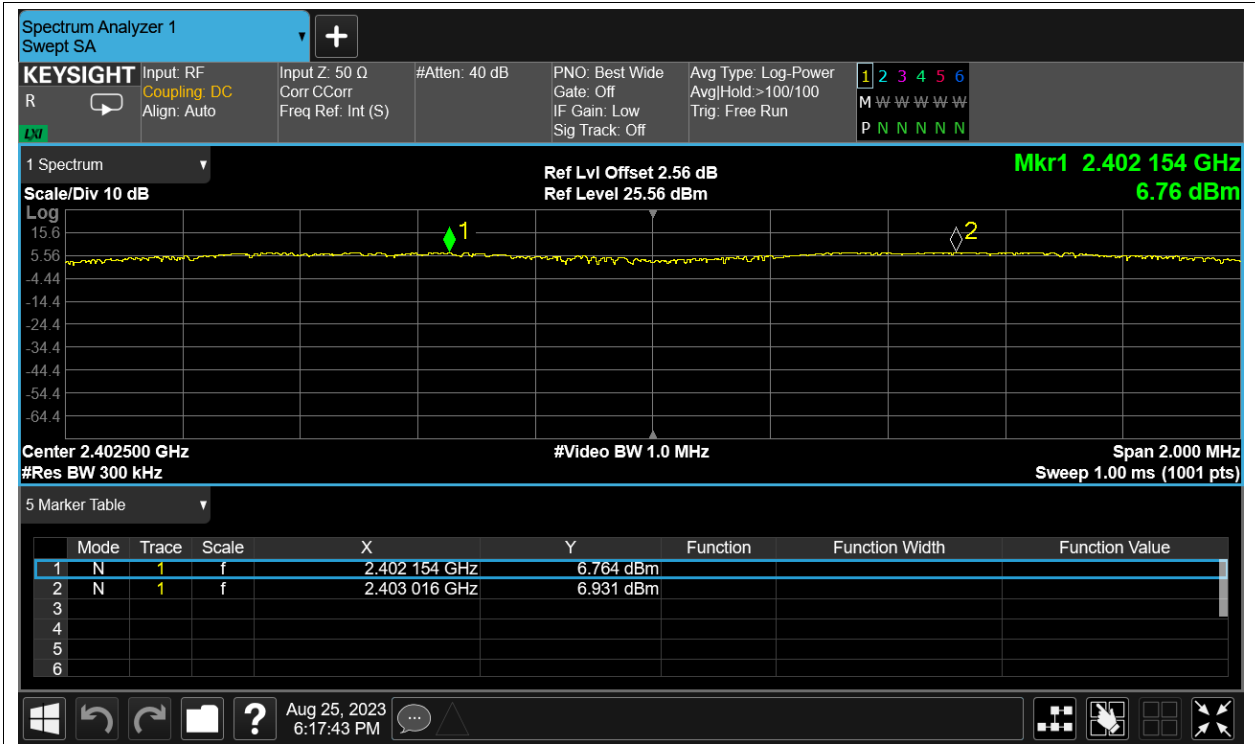 Spectrum Analyzer 1
Swept SA
KEYSIGHT
R
LXI
Input: RF
Coupling: DC
Align: Auto
Input Z: 50 Ω
Corr CCorr
Freq Ref: Int (S)
#Atten: 40 dB
PNO: Best Wide
Gate: Off
IF Gain: Low
Sig Track: Off
Avg Type: Log-Power
Avg|Hold:>100/100
Trig: Free Run
1 2 3 4 5 6
M W W W W W
P N N N N N
1 Spectrum
Scale/Div 10 dB
Ref Lvl Offset 2.56 dB
Ref Level 25.56 dBm
Mkr1 2.402 154 GHz
6.76 dBm
Log
15.6
5.56
-4.44
-14.4
-24.4
-34.4
-44.4
-54.4
-64.4
1
2
Center 2.402500 GHz
#Video BW 1.0 MHz
Span 2.000 MHz
#Res BW 300 kHz
Sweep 1.00 ms (1001 pts)
5 Marker Table
Mode Trace Scale X Y Function Function Width Function Value
1 N 1 f 2.402 154 GHz 6.764 dBm
2 N 1 f 2.403 016 GHz 6.931 dBm
3
4
5
6
?
Aug 25, 2023
6:17:43 PM